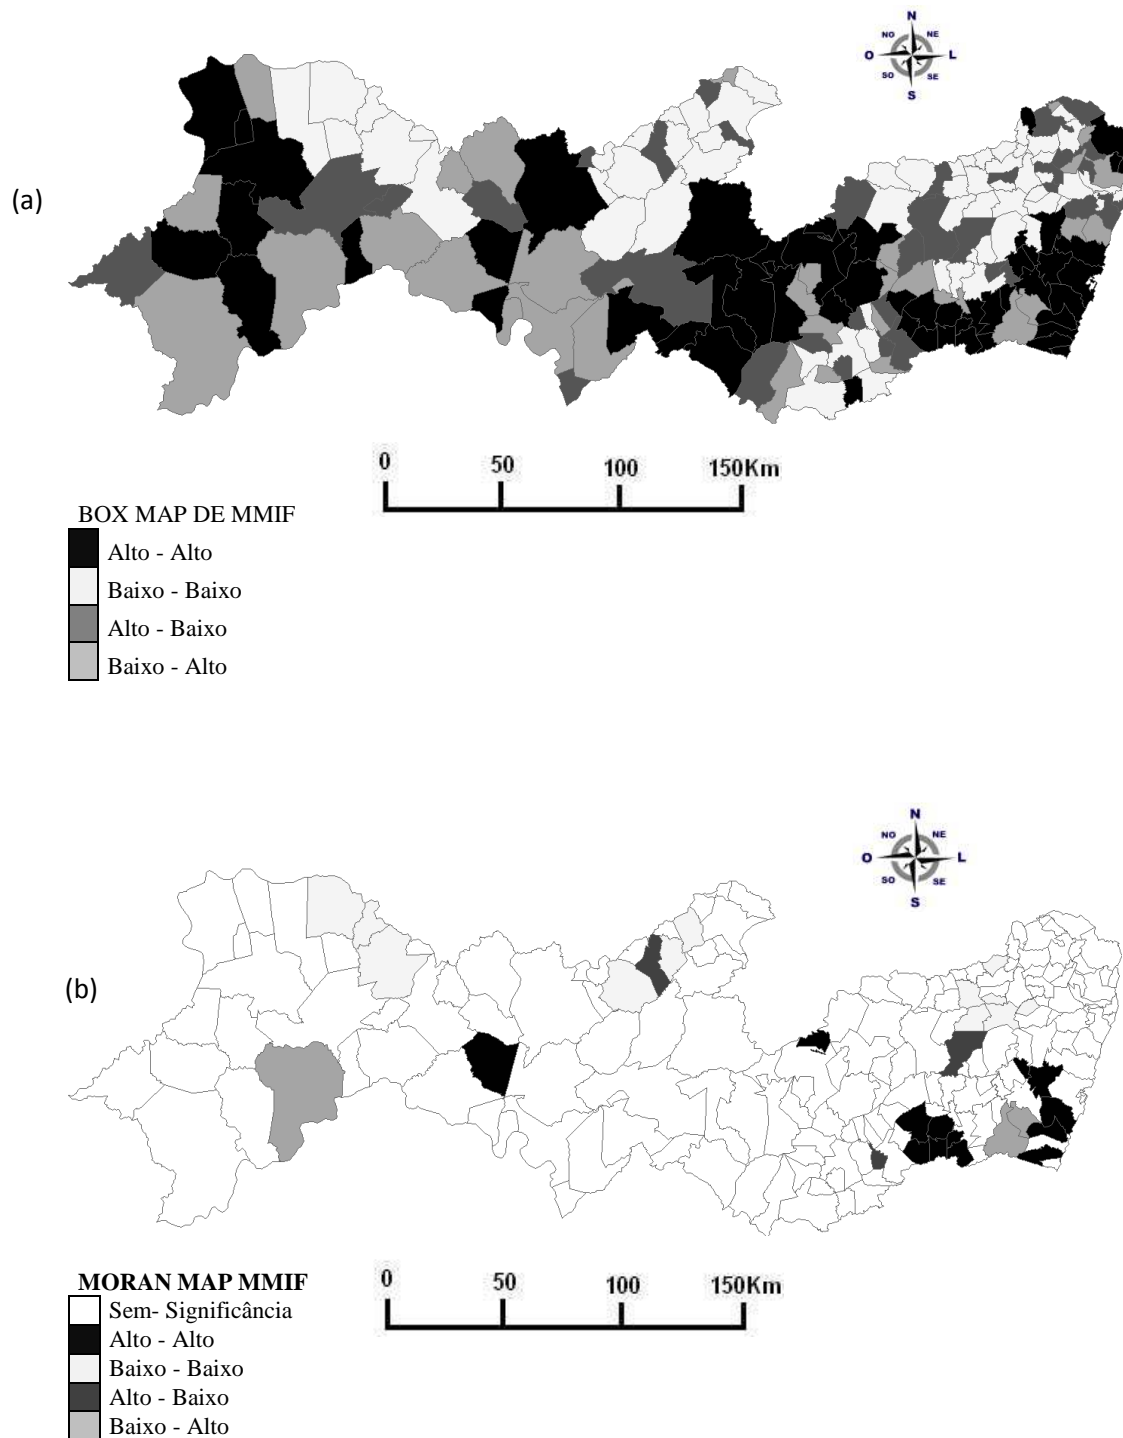 N
NO NE
O L
SO SE
S
(a)
0 50 100 150Km
BOX MAP DE MMIF
Alto - Alto
Baixo - Baixo
Alto - Baixo
Baixo - Alto
N
NO NE
O L
SO SE
S
(b)
0 50 100 150Km
MORAN MAP MMIF
Sem- Significância
Alto - Alto
Baixo - Baixo
Alto - Baixo
Baixo - Alto